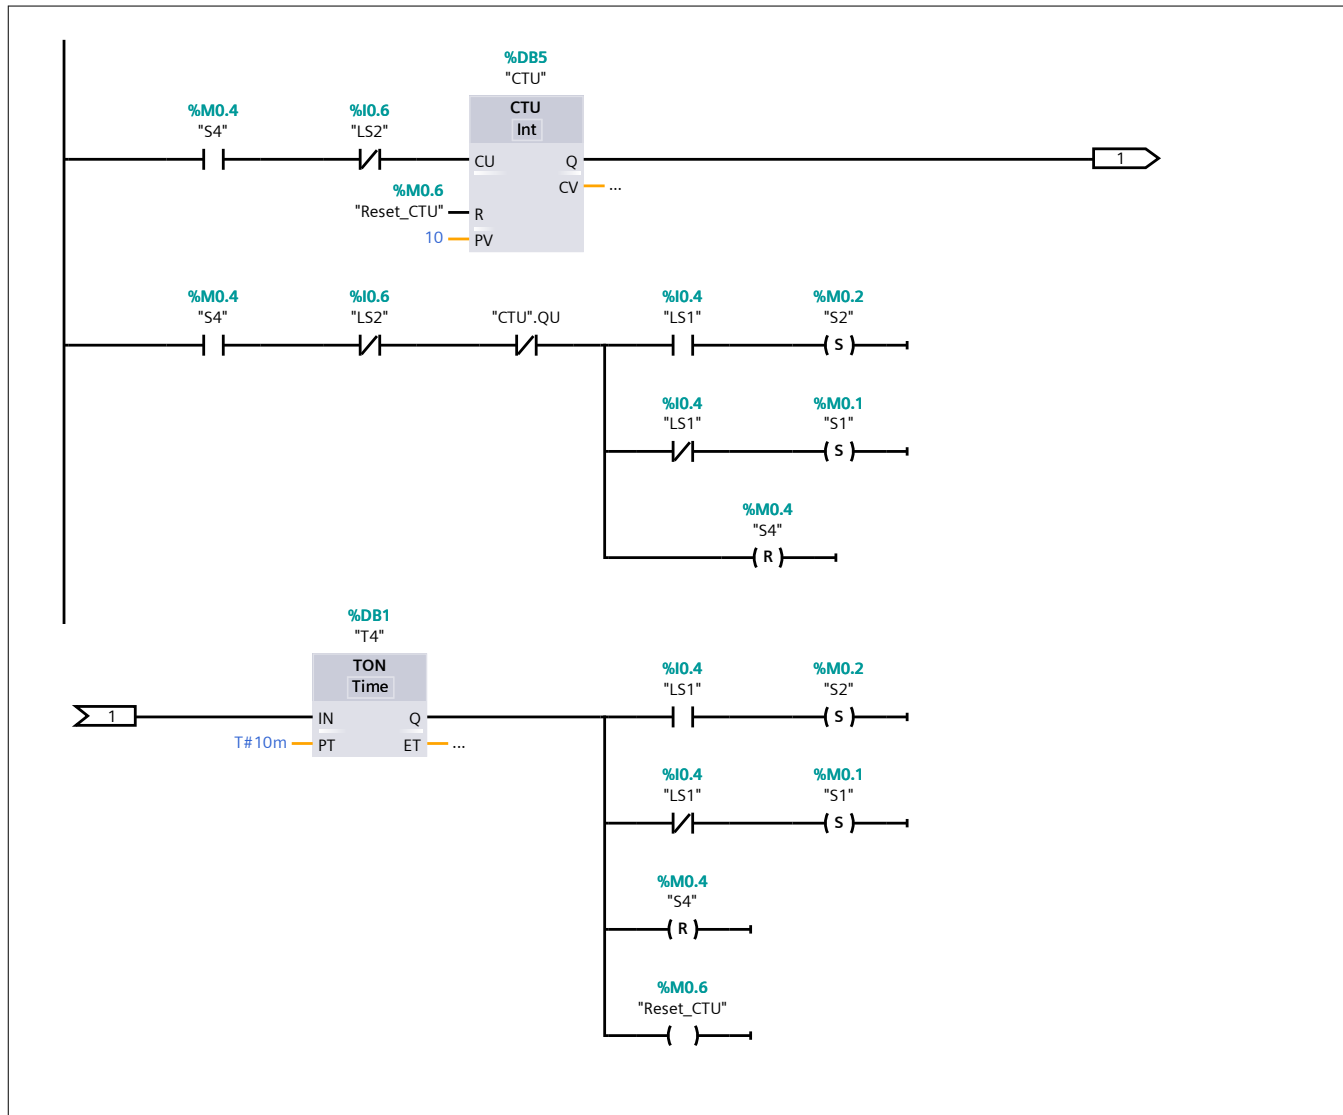 %DB5
"CTU"
%M0.4
%I0.6
CTU
"S4"
"LS2"
Int
CU
Q
1
CV
...
%M0.6
"Reset_CTU"
R
10
PV
%M0.4
%I0.6
%I0.4
%M0.2
"S4"
"LS2"
"CTU".QU
"LS1"
"S2"
S
%I0.4
%M0.1
"LS1"
"S1"
S
%M0.4
"S4"
R
%DB1
"T4"
TON
Time
%I0.4
%M0.2
"LS1"
"S2"
1
IN
Q
S
T#10m
PT
ET
...
%I0.4
%M0.1
"LS1"
"S1"
S
%M0.4
"S4"
R
%M0.6
"Reset_CTU"